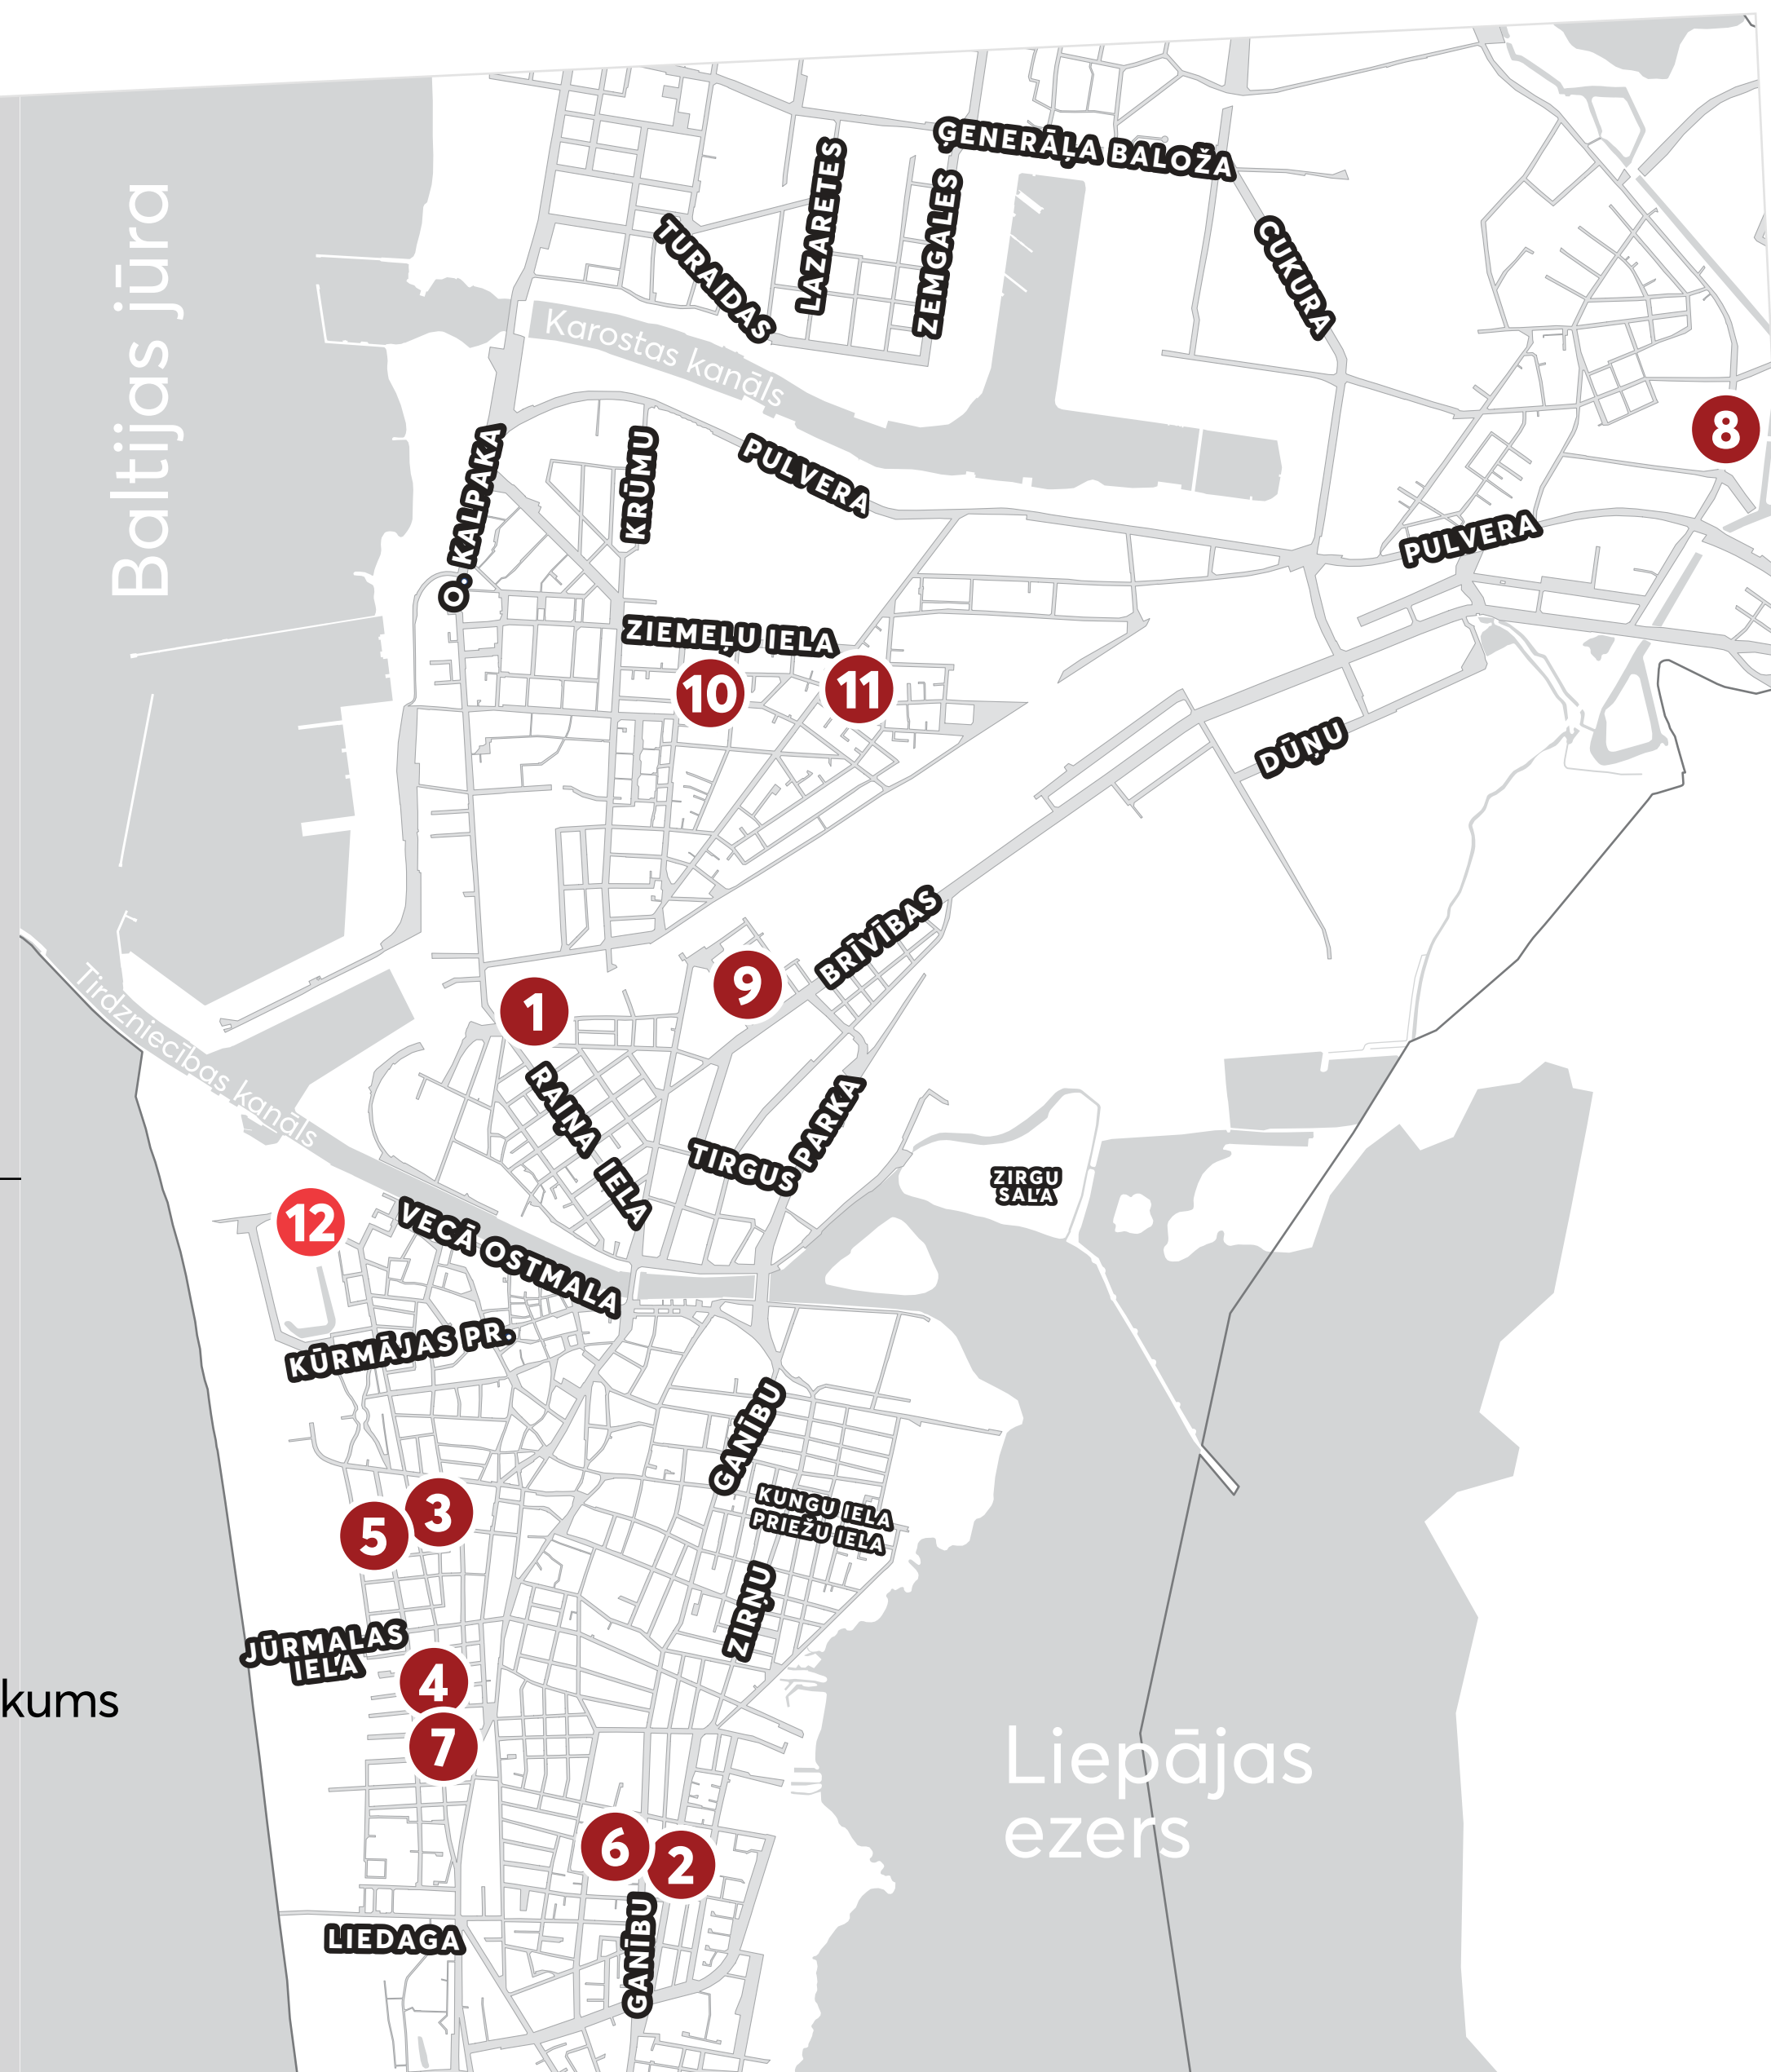 ĢENERĀĻA BALOŽA
LAZARETES
ZEMGALES
TURAIDAS
CUKURA
Baltijas jūra
Karostas kanāls
8
O. KALPAKA
KRŪMU
PULVERA
PULVERA
ZIEMEĻU IELA
10
11
DŪŅU
BRĪVĪBAS
9
1
Tirdzniecības kanāls
RAIŅA IELA
PARKA
TIRGUS
ZIRGU
SALA
12
VECĀ OSTMALA
KŪRMĀJAS PR.
GANĪBU
KUNGU IELA
PRIEŽU IELA
3
5
ZIRŅU
JŪRMALAS
IELA
4
kums
7
Liepājas
ezers
6
2
GANĪBU
LIEDAGA